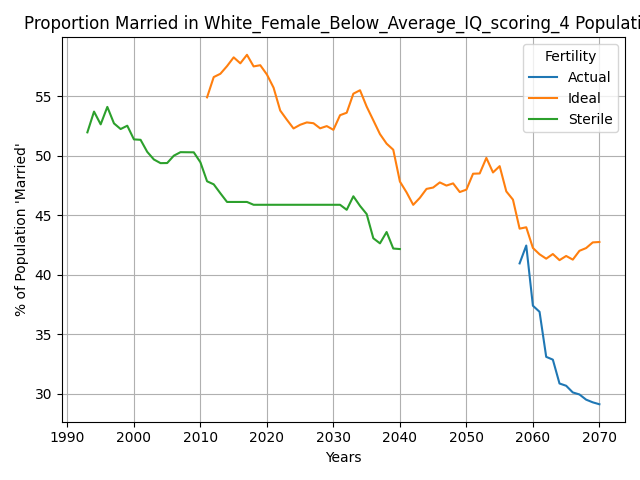 Proportion Married in White_Female_Below_Average_IQ_scoring_4 Populati
Fertility
Actual
Ideal
Sterile
% of Population 'Married'
55
50
45
40
35
30
1990 2000 2010 2020 2030 2040 2050 2060 2070
Years